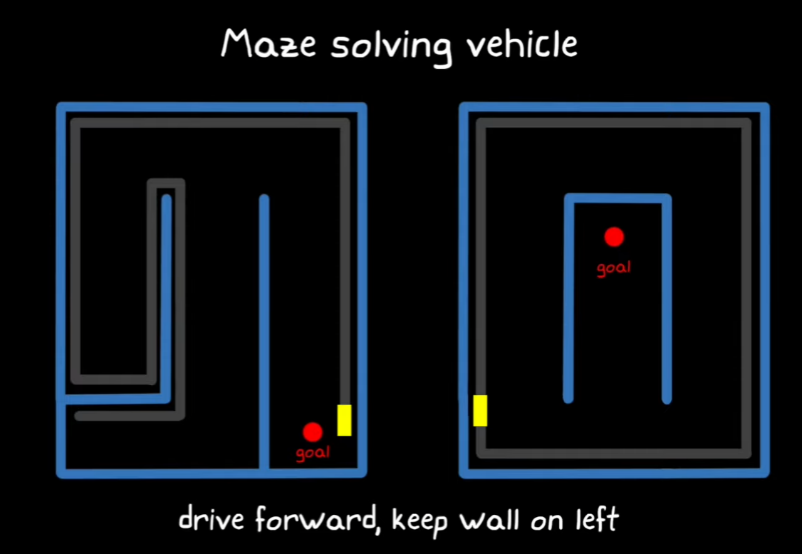 Maze solving vehicle
goal
goal
drive forward, keep wall on left